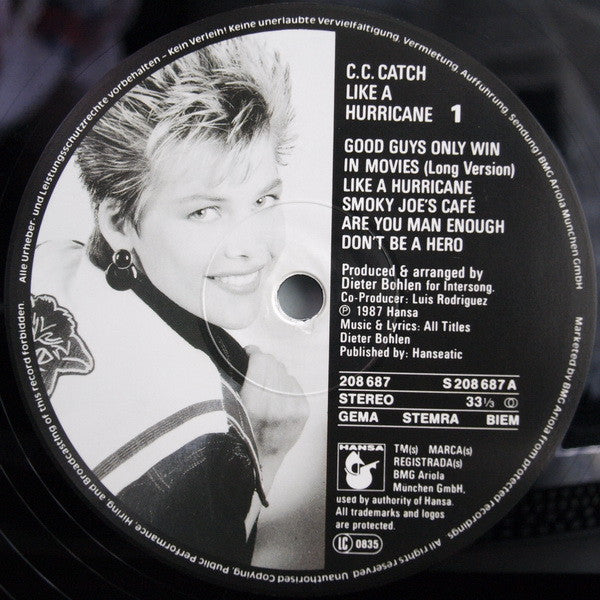 Alle Urheber- und Leistungsschutzrechte vorbehalten - Kein Verleih! Keine unerlaubte Vervielfältigung, Vermietung, Aufführung, Sendung! BMG Ariola München GmbH
C.C. CATCH
LIKE A
HURRICANE 1
GOOD GUYS ONLY WIN
IN MOVIES (Long Version)
LIKE A HURRICANE
SMOKY JOE'S CAFÉ
ARE YOU MAN ENOUGH
DON'T BE A HERO
Produced & arranged by
Dieter Bohlen for Intersong.
Co-Producer: Luis Rodriguez
℗ 1987 Hansa
Music & Lyrics: All Titles
Dieter Bohlen
Published by: Hanseatic
208 687 S 208 687 A
STEREO 33 1/3
GEMA STEMRA BIEM
HANSA
TM(s) MARCA(s)
REGISTRADA(s)
BMG Ariola
Munchen GmbH,
used by authority of Hansa.
All trademarks and logos
are protected.
LC 0835
Marketed by BMG Ariola from protected recordings. All rights reserved. Unauthorised Copying, Public Performance, Hiring, and Broadcasting of this record forbidden.